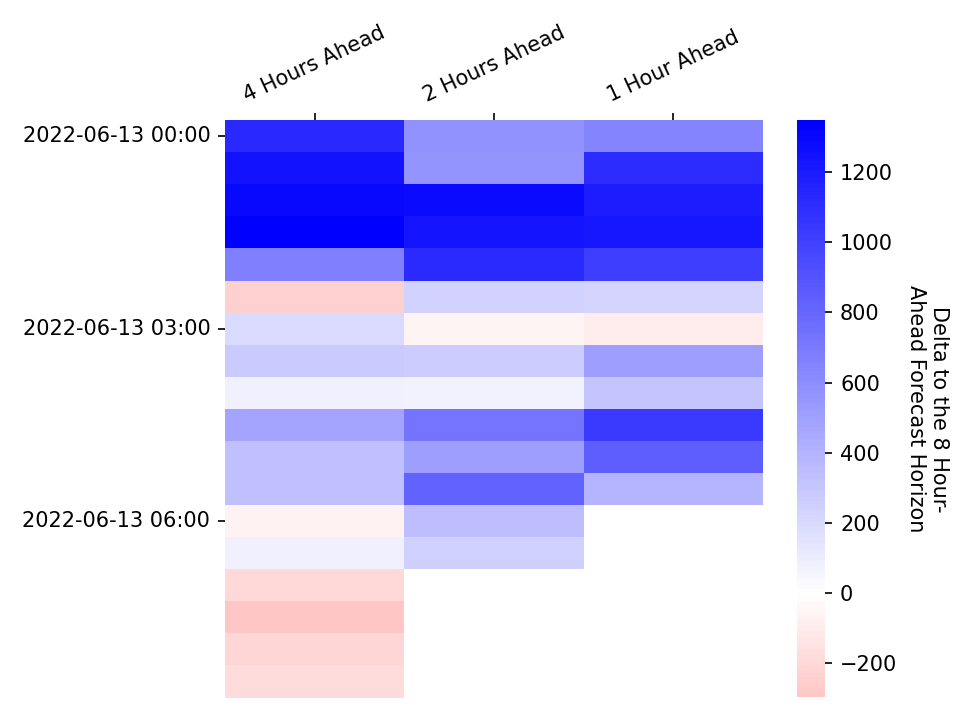 4 Hours Ahead
2 Hours Ahead
1 Hour Ahead
2022-06-13 00:00
2022-06-13 03:00
2022-06-13 06:00
1200
1000
800
600
400
200
0
−200
Delta to the 8 Hour-
Ahead Forecast Horizon